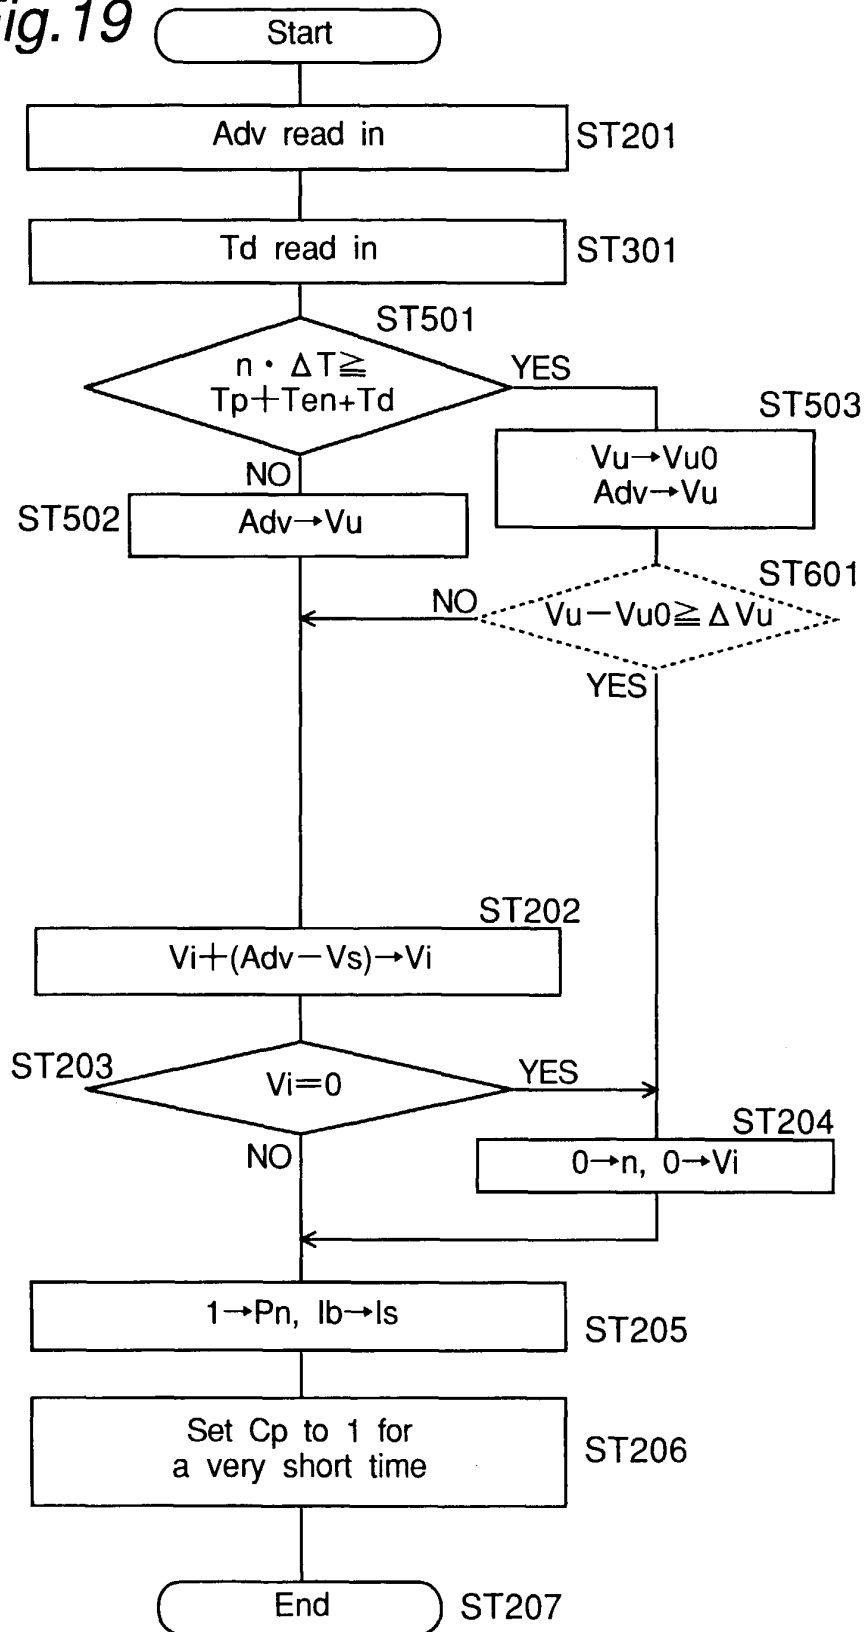 ig.19
Start
Adv read in
ST201
Td read in
ST301
ST501
n・ΔT≧
Tp+Ten+Td
YES
ST503
Vu→Vu0
Adv→Vu
NO
ST502
Adv→Vu
ST601
NO
Vu−Vu0≧ΔVu
YES
ST202
Vi+(Adv−Vs)→Vi
ST203
Vi=0
YES
ST204
NO
0→n, 0→Vi
1→Pn, Ib→Is
ST205
Set Cp to 1 for
a very short time
ST206
End
ST207